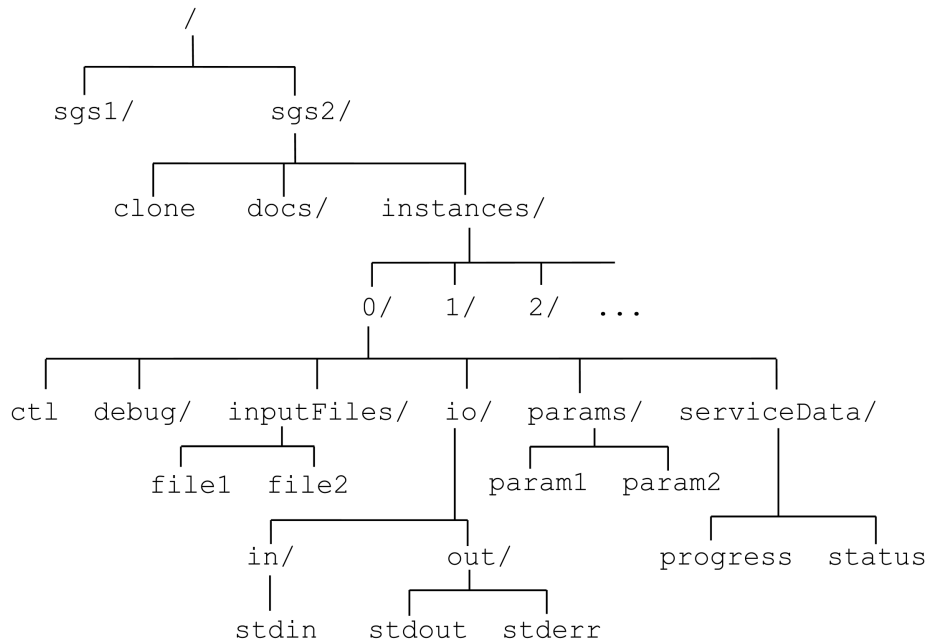 /
sgs1/ sgs2/
clone docs/ instances/
0/ 1/ 2/ ...
ctl debug/ inputFiles/ io/ params/ serviceData/
file1 file2 param1 param2
in/ out/ progress status
stdin stdout stderr